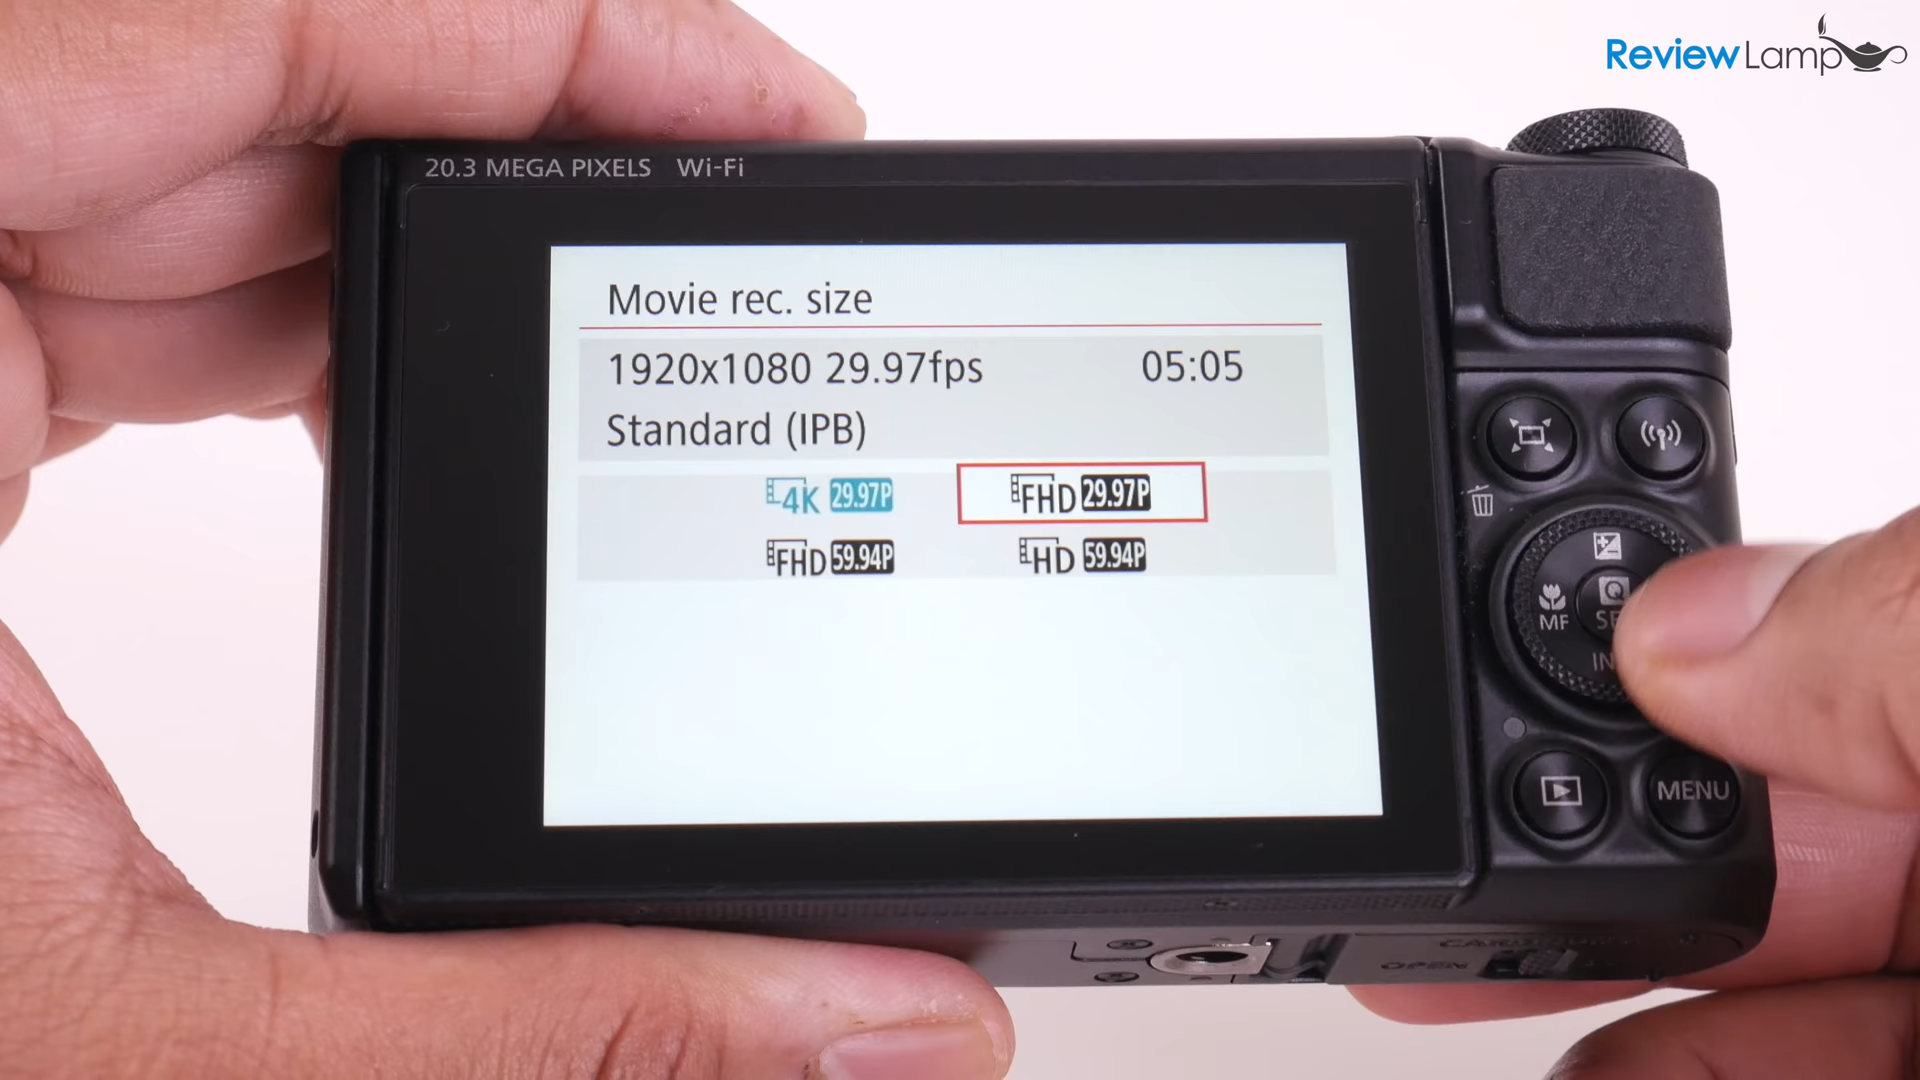 ReviewLamp
20.3 MEGA PIXELS Wi-Fi
Movie rec. size
1920x1080 29.97fps 05:05
Standard (IPB)
4K 29.97P FHD 29.97P
FHD 59.94P HD 59.94P
Q
MF
MENU
OPEN